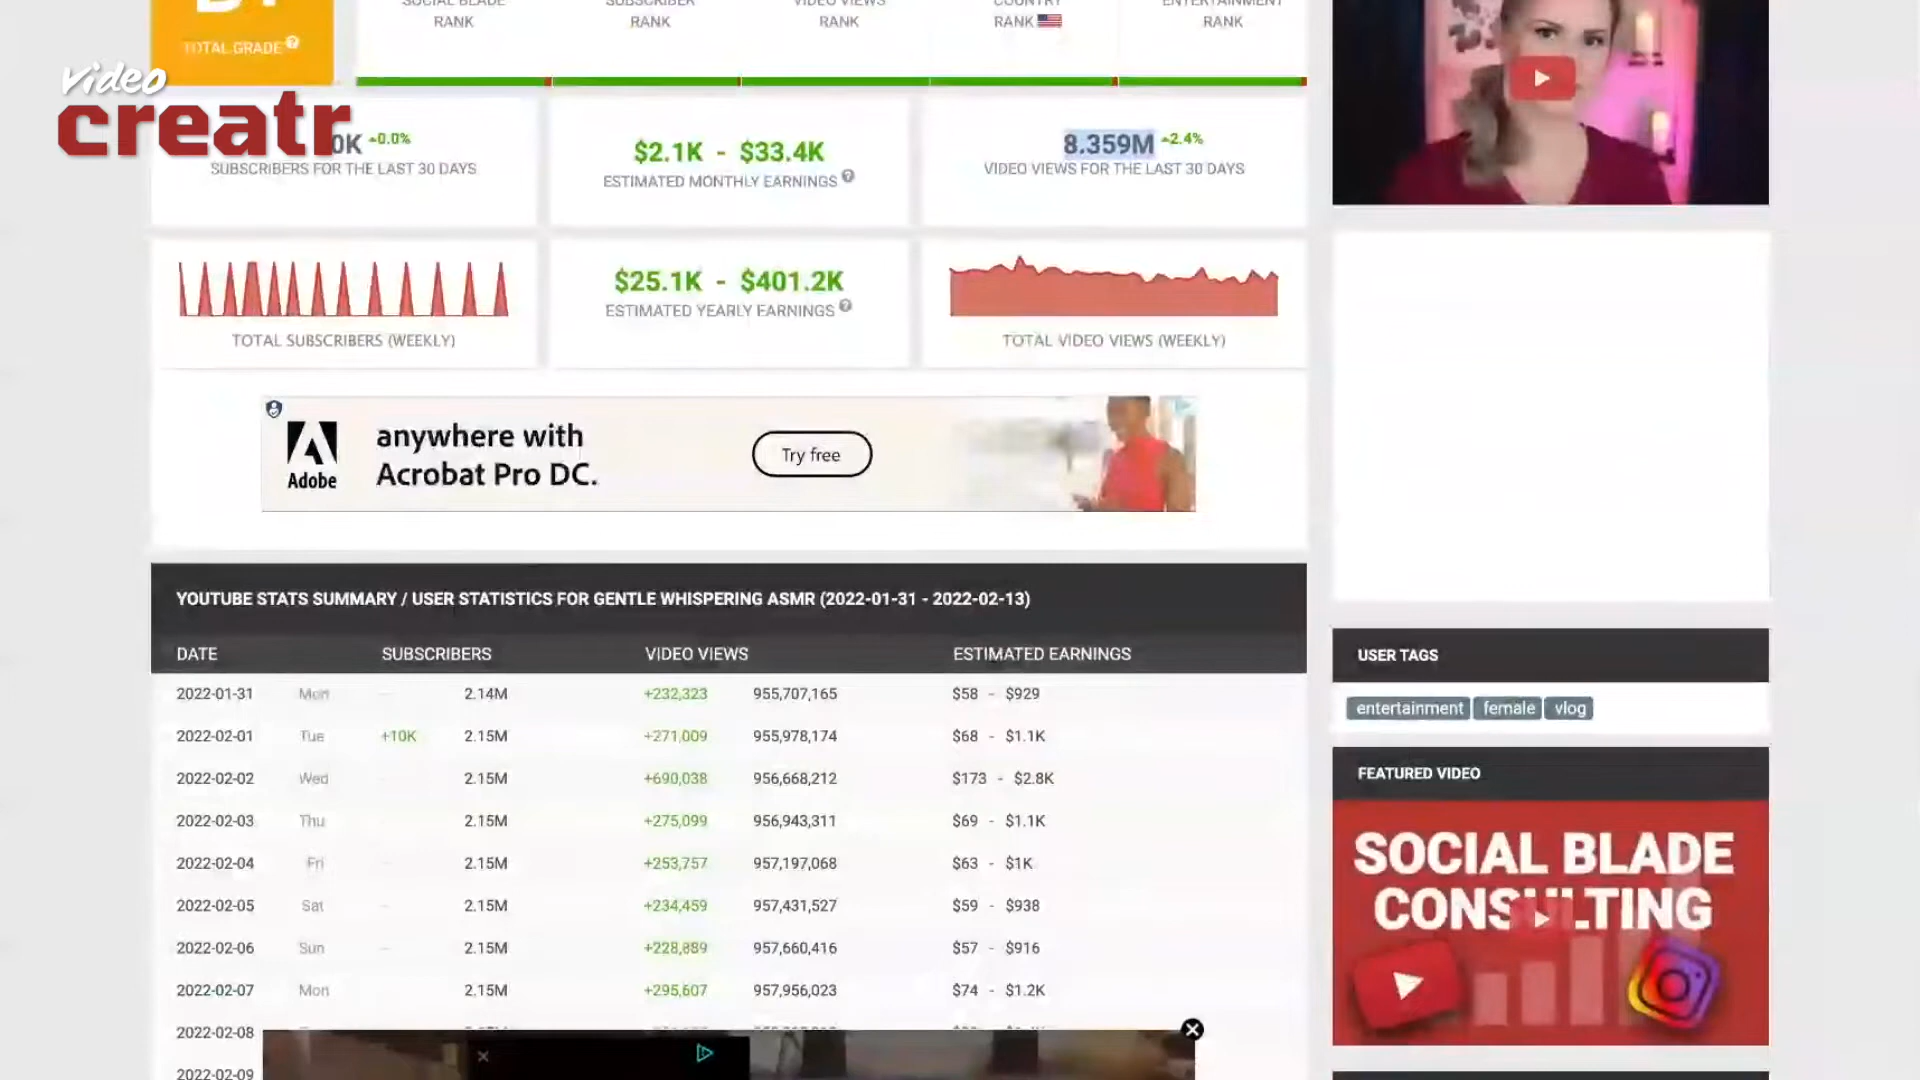 RANK
RANK
RANK
RANK
RANK
TOTAL GRADE
video
creatr
0K +0.0%
SUBSCRIBERS FOR THE LAST 30 DAYS
$2.1K - $33.4K
ESTIMATED MONTHLY EARNINGS
8.359M +2.4%
VIDEO VIEWS FOR THE LAST 30 DAYS
TOTAL SUBSCRIBERS (WEEKLY)
$25.1K - $401.2K
ESTIMATED YEARLY EARNINGS
TOTAL VIDEO VIEWS (WEEKLY)
Adobe
anywhere with
Acrobat Pro DC.
Try free
YOUTUBE STATS SUMMARY / USER STATISTICS FOR GENTLE WHISPERING ASMR (2022-01-31 - 2022-02-13)
DATE SUBSCRIBERS VIDEO VIEWS ESTIMATED EARNINGS
2022-01-31 Mon -- 2.14M +232,323 955,707,165 $58 - $929
2022-02-01 Tue +10K 2.15M +271,009 955,978,174 $68 - $1.1K
2022-02-02 Wed -- 2.15M +690,038 956,668,212 $173 - $2.8K
2022-02-03 Thu -- 2.15M +275,099 956,943,311 $69 - $1.1K
2022-02-04 Fri -- 2.15M +253,757 957,197,068 $63 - $1K
2022-02-05 Sat -- 2.15M +234,459 957,431,527 $59 - $938
2022-02-06 Sun -- 2.15M +228,889 957,660,416 $57 - $916
2022-02-07 Mon 2.15M +295,607 957,956,023 $74 - $1.2K
2022-02-08
2022-02-09
USER TAGS
entertainment female vlog
FEATURED VIDEO
SOCIAL BLADE
CONSULTING